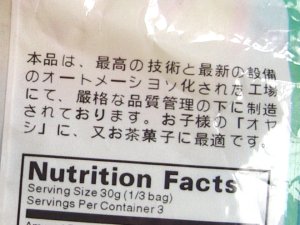 本品は、最高の技術と最新の設備
のオートメーション化された工場
にて、厳格な品質管理の下に制造
されております。お子様の「オヤ
シ」に、又お茶菓子に最適です。
Nutrition Facts
Serving Size 30g (1/3 bag)
Servings Per Container 3